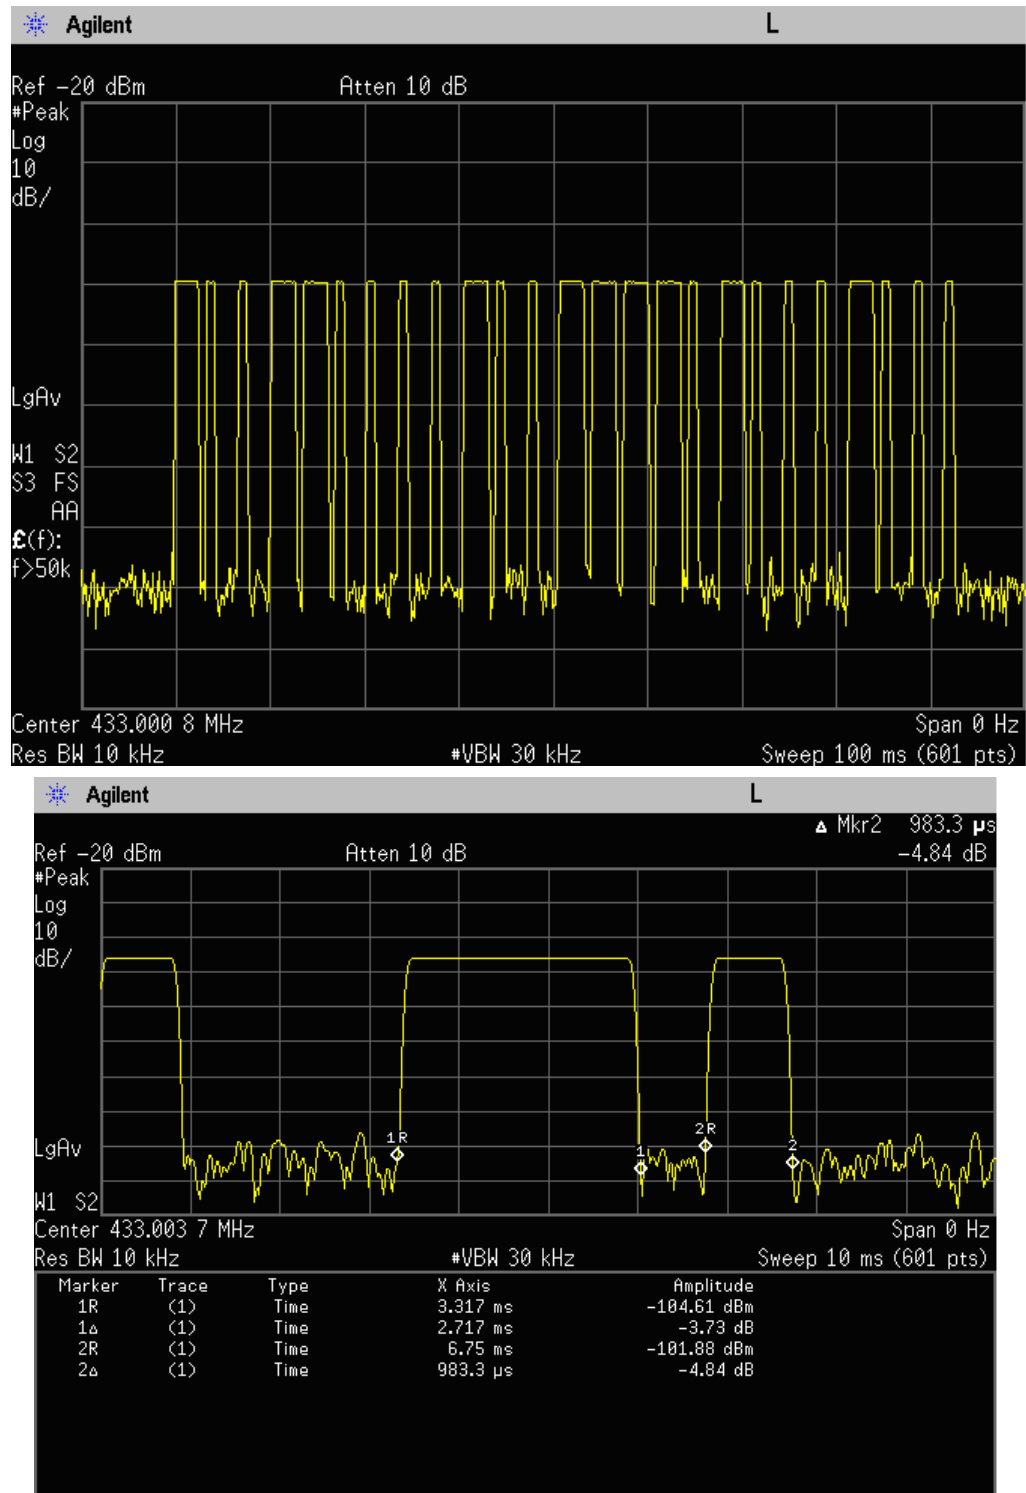 Agilent L
Ref -20 dBm Atten 10 dB
#Peak
Log
10
dB/
LgAv
W1 S2
S3 FS
AA
£(f):
f>50k
Center 433.000 8 MHz Span 0 Hz
Res BW 10 kHz #VBW 30 kHz Sweep 100 ms (601 pts)
Agilent L
Δ Mkr2 983.3 µs
Ref -20 dBm Atten 10 dB -4.84 dB
#Peak
Log
10
dB/
1R
2R
1
2
LgAv
W1 S2
Center 433.003 7 MHz Span 0 Hz
Res BW 10 kHz #VBW 30 kHz Sweep 10 ms (601 pts)
Marker Trace Type X Axis Amplitude
1R (1) Time 3.317 ms -104.61 dBm
1Δ (1) Time 2.717 ms -3.73 dB
2R (1) Time 6.75 ms -101.88 dBm
2Δ (1) Time 983.3 µs -4.84 dB